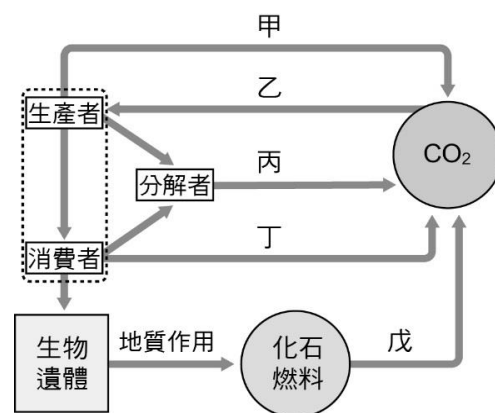 甲
乙
生產者
CO₂
丙
分解者
丁
消費者
生物
遺體
地質作用
化石
燃料
戊